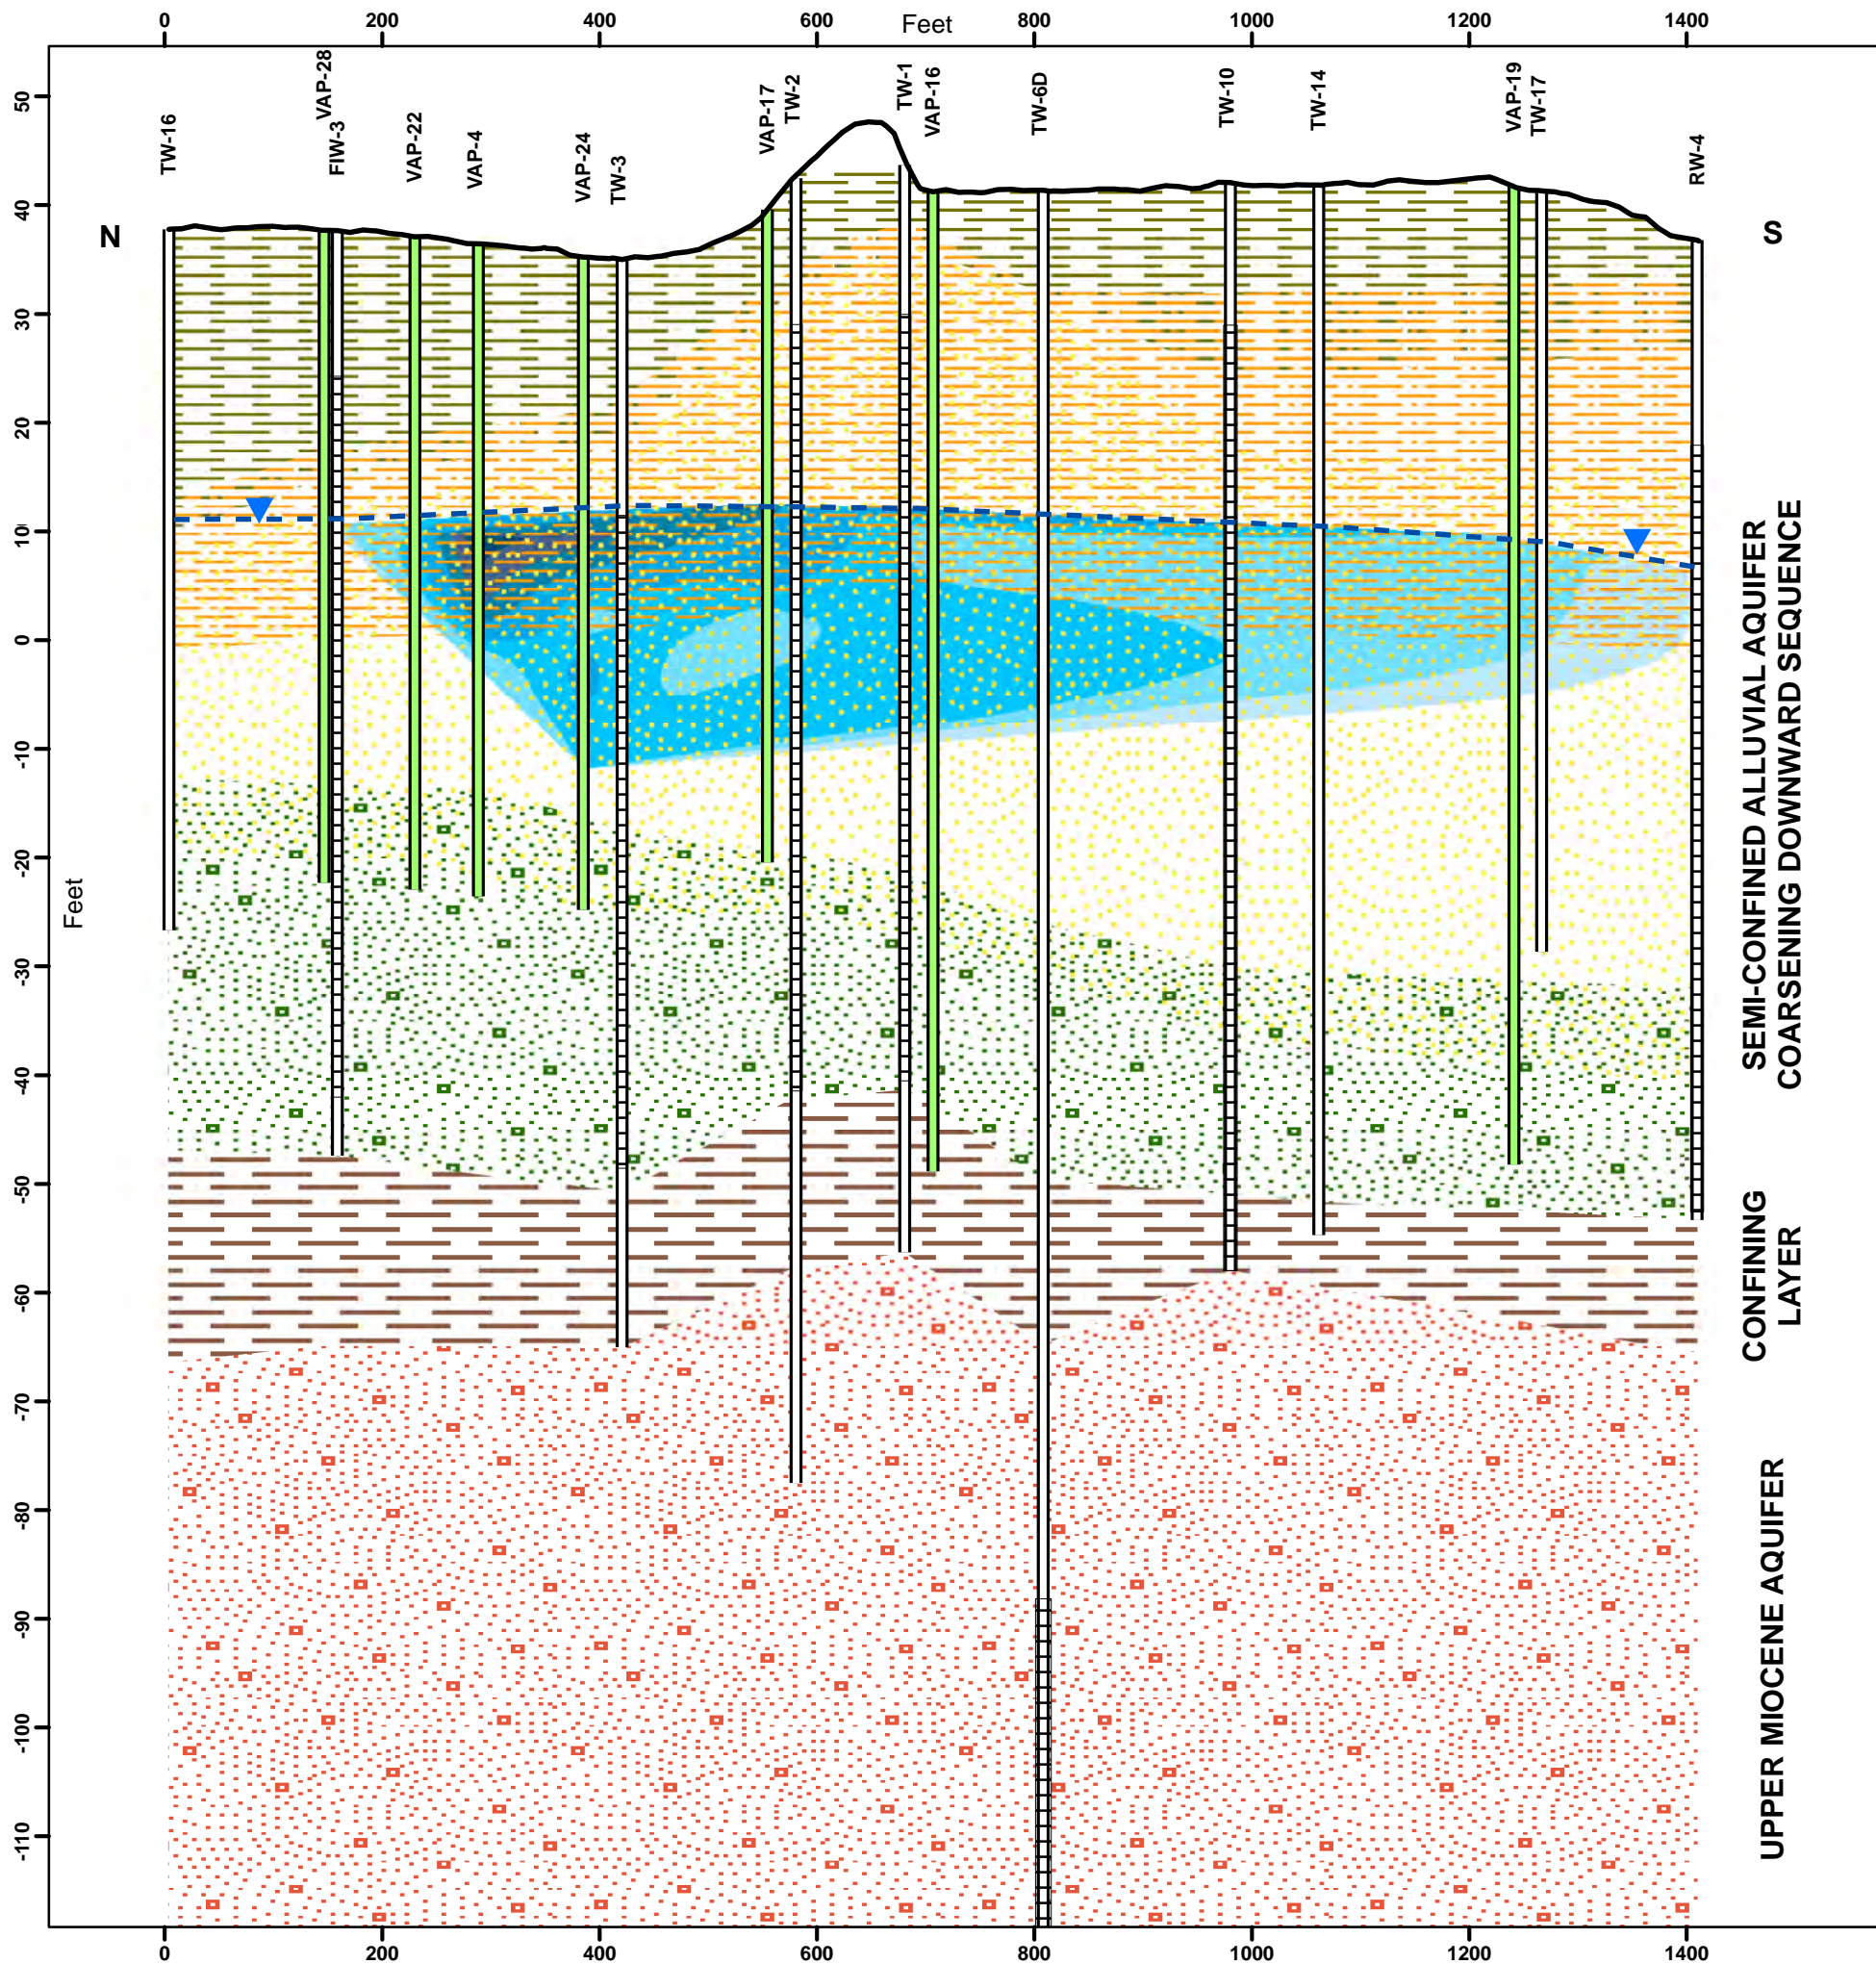 0 200 400 600 800 Feet 1000 1200 1400
TW-16
VAP-28
FIW-3
VAP-22
VAP-4
VAP-24
TW-3
VAP-17
TW-2
TW-1
VAP-16
TW-6D
TW-10
TW-14
VAP-19
TW-17
RW-4
N
S
50
40
30
20
10
0
-10
-20
-30
-40
-50
-60
-70
-80
-90
-100
-110
Feet
SEMI-CONFINED ALLUVIAL AQUIFER
COARSENING DOWNWARD SEQUENCE
CONFINING
LAYER
UPPER MIOCENE AQUIFER
0 200 400 600 800 1000 1200 1400